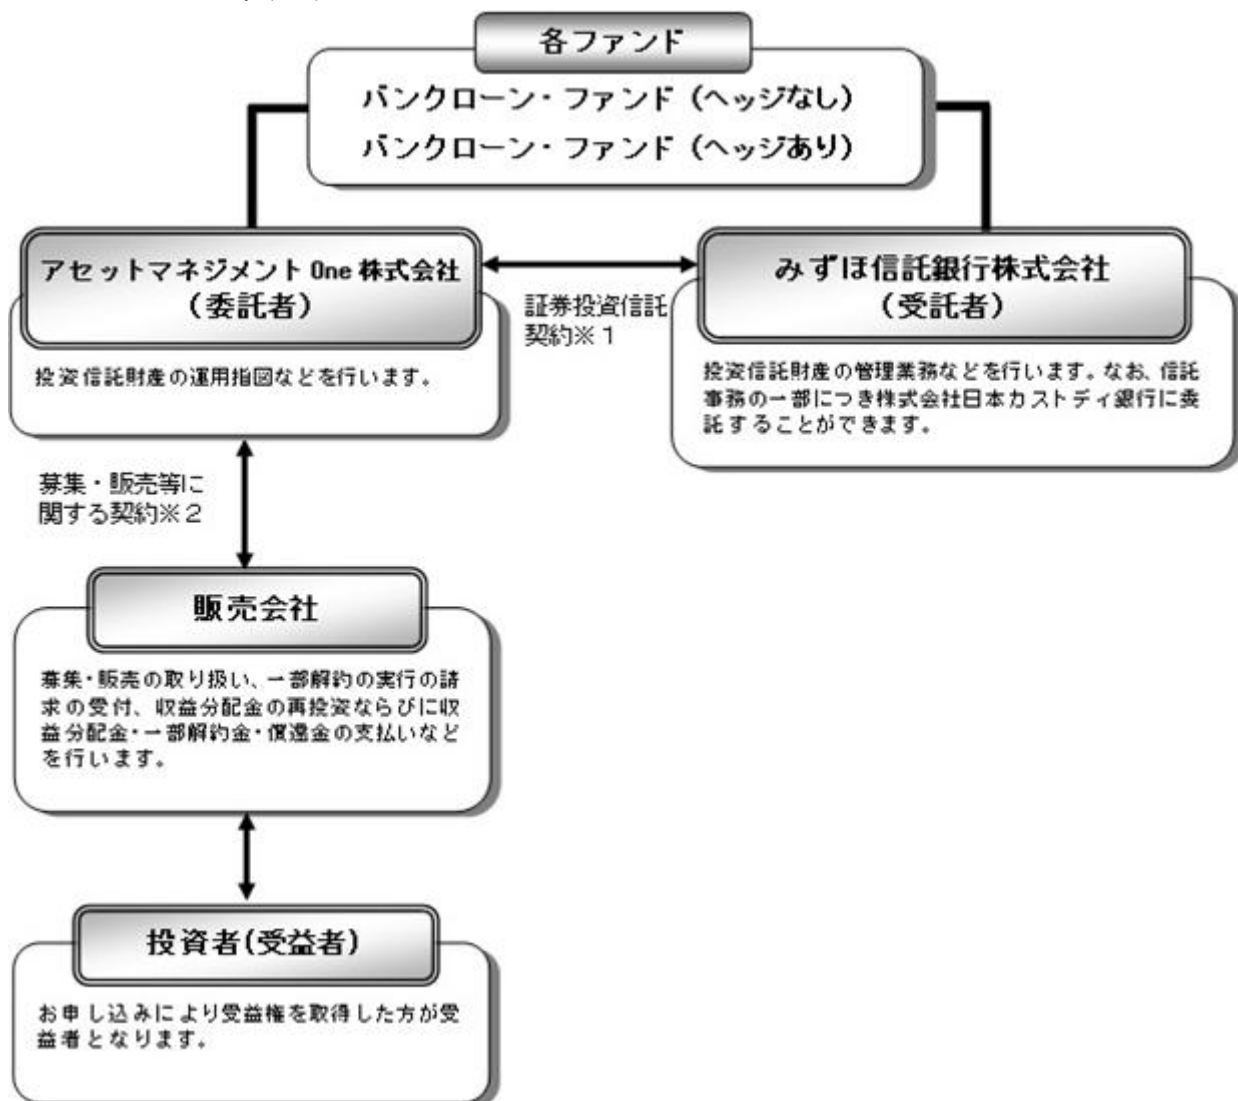 各ファンド
バンクローン・ファンド（ヘッジなし）
バンクローン・ファンド（ヘッジあり）
アセットマネジメント One 株式会社
（委託者）
投資信託財産の運用指図などを行います。
証券投資信託
契約※１
みずほ信託銀行株式会社
（受託者）
投資信託財産の管理業務などを行います。なお、信託
事務の一部につき株式会社日本カストディ銀行に委
託することができます。
募集・販売等に
関する契約※２
販売会社
募集・販売の取り扱い、一部解約の実行の請
求の受付、収益分配金の再投資ならびに収
益分配金・一部解約金・償還金の支払いなど
を行います。
投資者(受益者)
お申し込みにより受益権を取得した方が受
益者となります。